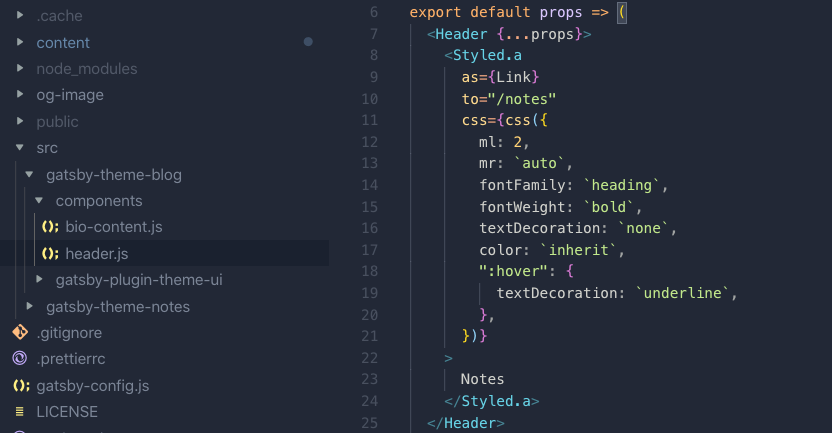 .cache
content
node_modules
og-image
public
src
gatsby-theme-blog
components
bio-content.js
header.js
gatsby-plugin-theme-ui
gatsby-theme-notes
.gitignore
.prettierrc
gatsby-config.js
LICENSE
6 export default props => (
7 <Header {...props}>
8 <Styled.a
9 as={Link}
10 to="/notes"
11 css={css({
12 ml: 2,
13 mr: `auto`,
14 fontFamily: `heading`,
15 fontWeight: `bold`,
16 textDecoration: `none`,
17 color: `inherit`,
18 ":hover": {
19 textDecoration: `underline`,
20 },
21 })}
22 >
23 Notes
24 </Styled.a>
25 </Header>